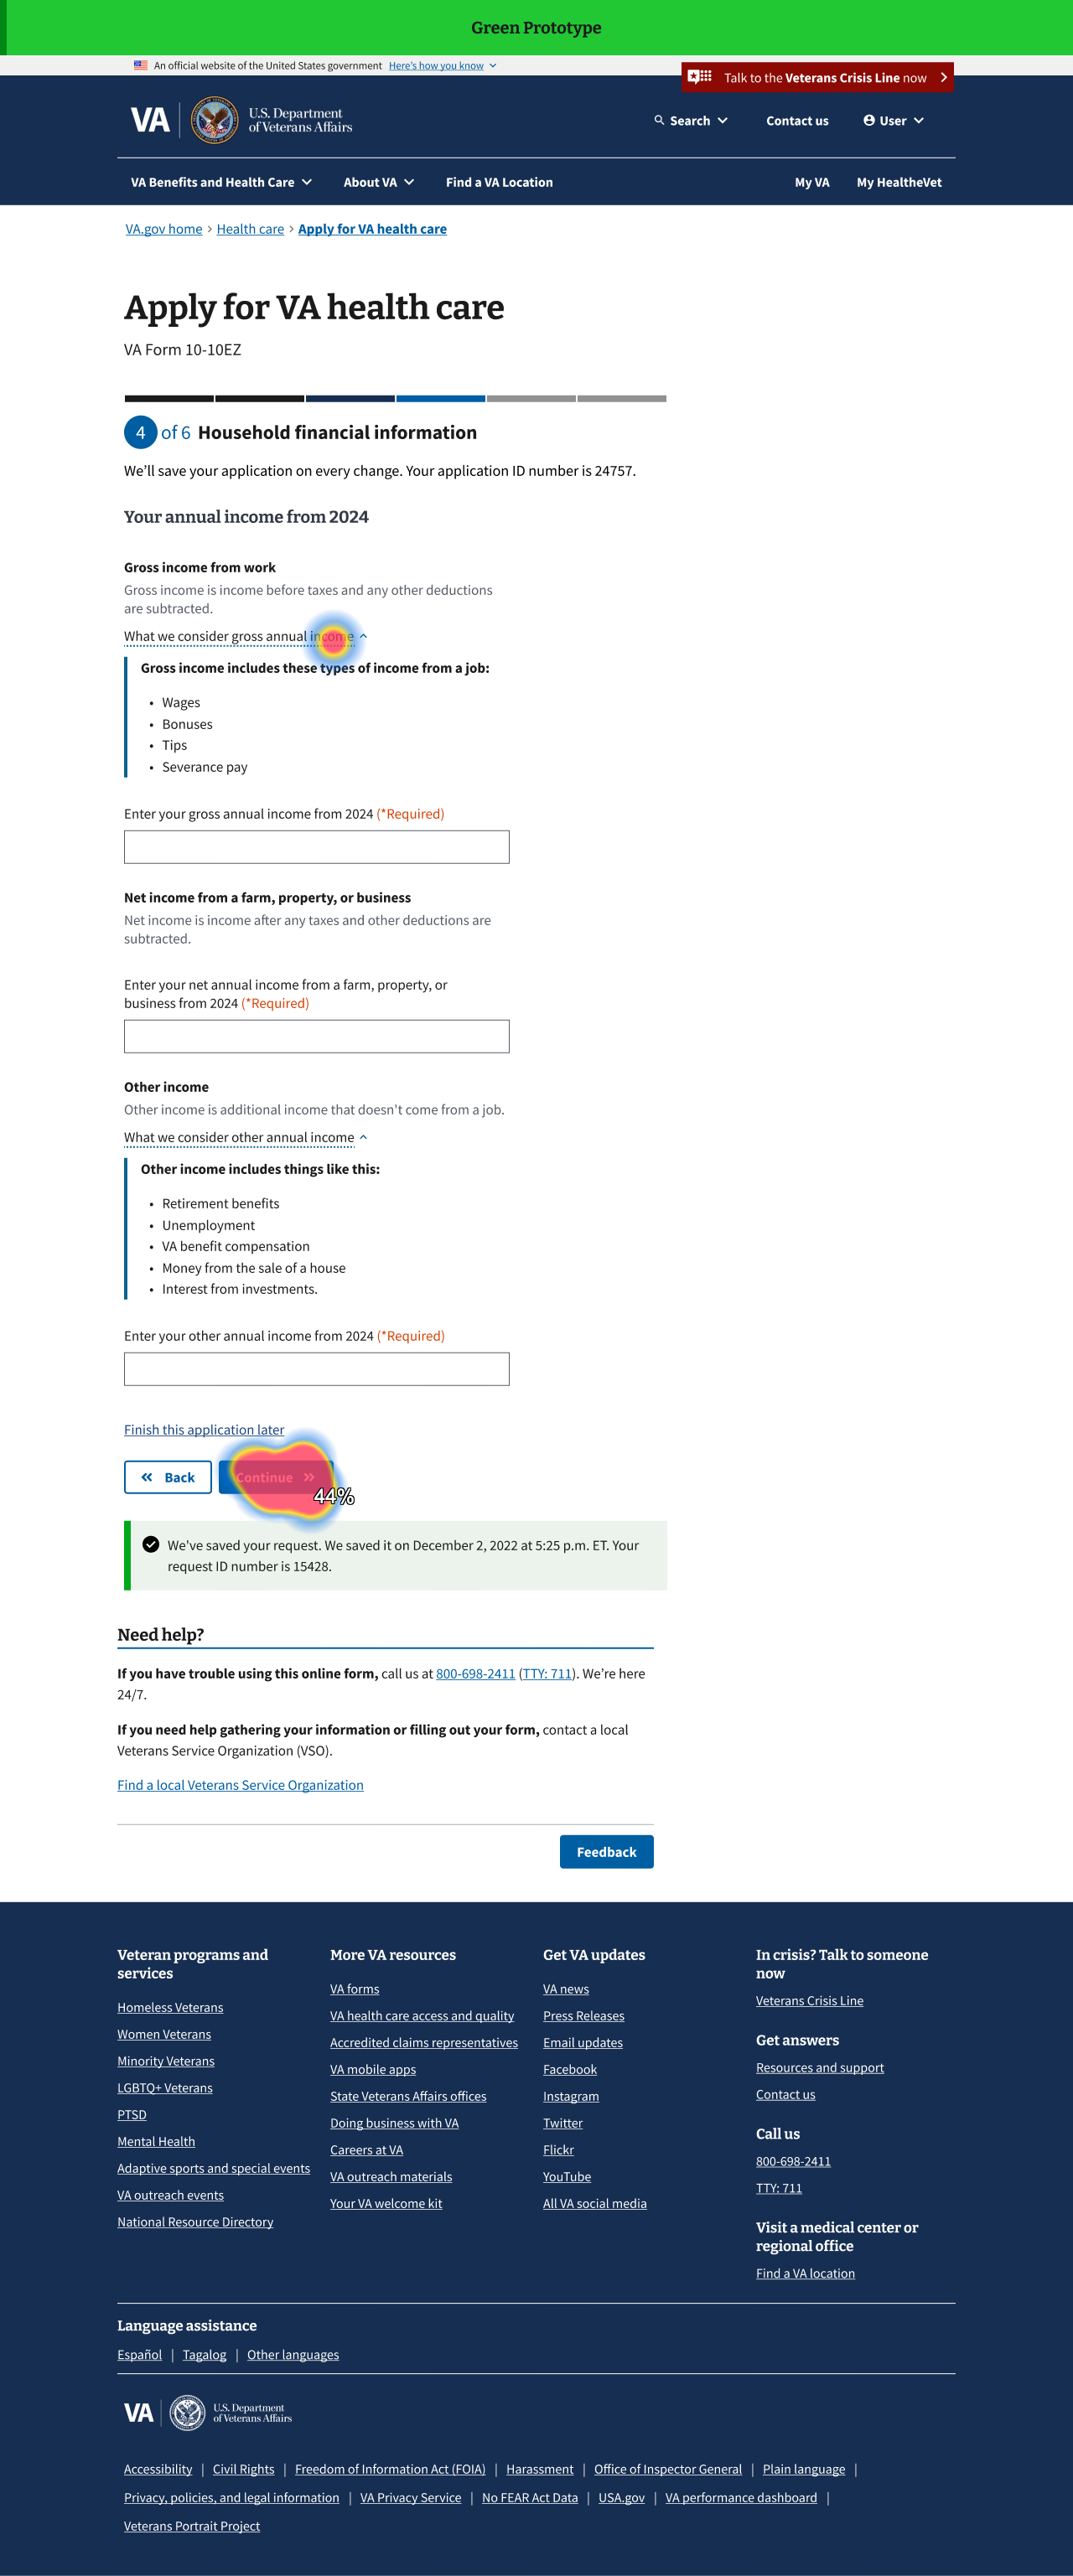 Green Prototype
An official website of the United States government Here's how you know
Talk to the Veterans Crisis Line now
VA U.S. Department
of Veterans Affairs
Search Contact us User
VA Benefits and Health Care About VA Find a VA Location My VA My HealtheVet
VA.gov home Health care Apply for VA health care
Apply for VA health care
VA Form 10-10EZ
4 of 6 Household financial information
We'll save your application on every change. Your application ID number is 24757.
Your annual income from 2024
Gross income from work
Gross income is income before taxes and any other deductions
are subtracted.
What we consider gross annual income
Gross income includes these types of income from a job:
• Wages
• Bonuses
• Tips
• Severance pay
Enter your gross annual income from 2024 (*Required)
Net income from a farm, property, or business
Net income is income after any taxes and other deductions are
subtracted.
Enter your net annual income from a farm, property, or
business from 2024 (*Required)
Other income
Other income is additional income that doesn't come from a job.
What we consider other annual income
Other income includes things like this:
• Retirement benefits
• Unemployment
• VA benefit compensation
• Money from the sale of a house
• Interest from investments.
Enter your other annual income from 2024 (*Required)
Finish this application later
Back Continue
44%
We've saved your request. We saved it on December 2, 2022 at 5:25 p.m. ET. Your
request ID number is 15428.
Need help?
If you have trouble using this online form, call us at 800-698-2411 (TTY: 711). We're here
24/7.
If you need help gathering your information or filling out your form, contact a local
Veterans Service Organization (VSO).
Find a local Veterans Service Organization
Feedback
Veteran programs and
services
Homeless Veterans
Women Veterans
Minority Veterans
LGBTQ+ Veterans
PTSD
Mental Health
Adaptive sports and special events
VA outreach events
National Resource Directory
More VA resources
VA forms
VA health care access and quality
Accredited claims representatives
VA mobile apps
State Veterans Affairs offices
Doing business with VA
Careers at VA
VA outreach materials
Your VA welcome kit
Get VA updates
VA news
Press Releases
Email updates
Facebook
Instagram
Twitter
Flickr
YouTube
All VA social media
In crisis? Talk to someone
now
Veterans Crisis Line
Get answers
Resources and support
Contact us
Call us
800-698-2411
TTY: 711
Visit a medical center or
regional office
Find a VA location
Language assistance
Español | Tagalog | Other languages
VA U.S. Department
of Veterans Affairs
Accessibility | Civil Rights | Freedom of Information Act (FOIA) | Harassment | Office of Inspector General | Plain language |
Privacy, policies, and legal information | VA Privacy Service | No FEAR Act Data | USA.gov | VA performance dashboard |
Veterans Portrait Project